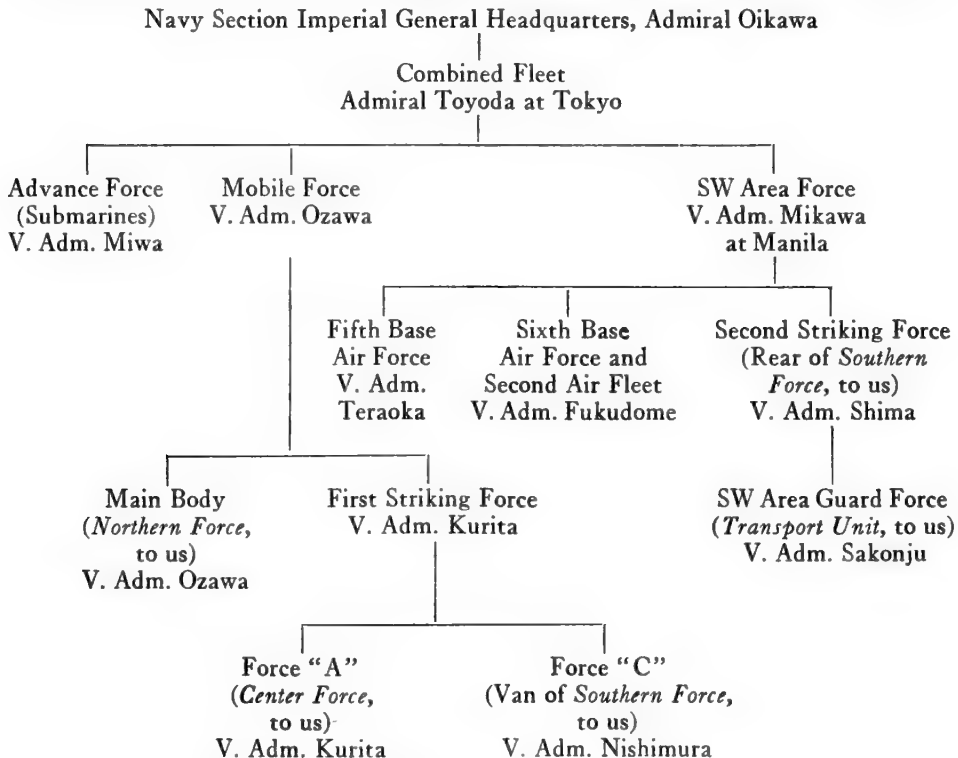 Navy Section Imperial General Headquarters, Admiral Oikawa
Combined Fleet
Admiral Toyoda at Tokyo
Advance Force
(Submarines)
V. Adm. Miwa
Mobile Force
V. Adm. Ozawa
SW Area Force
V. Adm. Mikawa
at Manila
Fifth Base
Air Force
V. Adm.
Teraoka
Sixth Base
Air Force and
Second Air Fleet
V. Adm. Fukudome
Second Striking Force
(Rear of Southern
Force, to us)
V. Adm. Shima
Main Body
(Northern Force,
to us)
V. Adm. Ozawa
First Striking Force
V. Adm. Kurita
SW Area Guard Force
(Transport Unit, to us)
V. Adm. Sakonju
Force “A”
(Center Force,
to us)
V. Adm. Kurita
Force “C”
(Van of Southern Force,
to us)
V. Adm. Nishimura